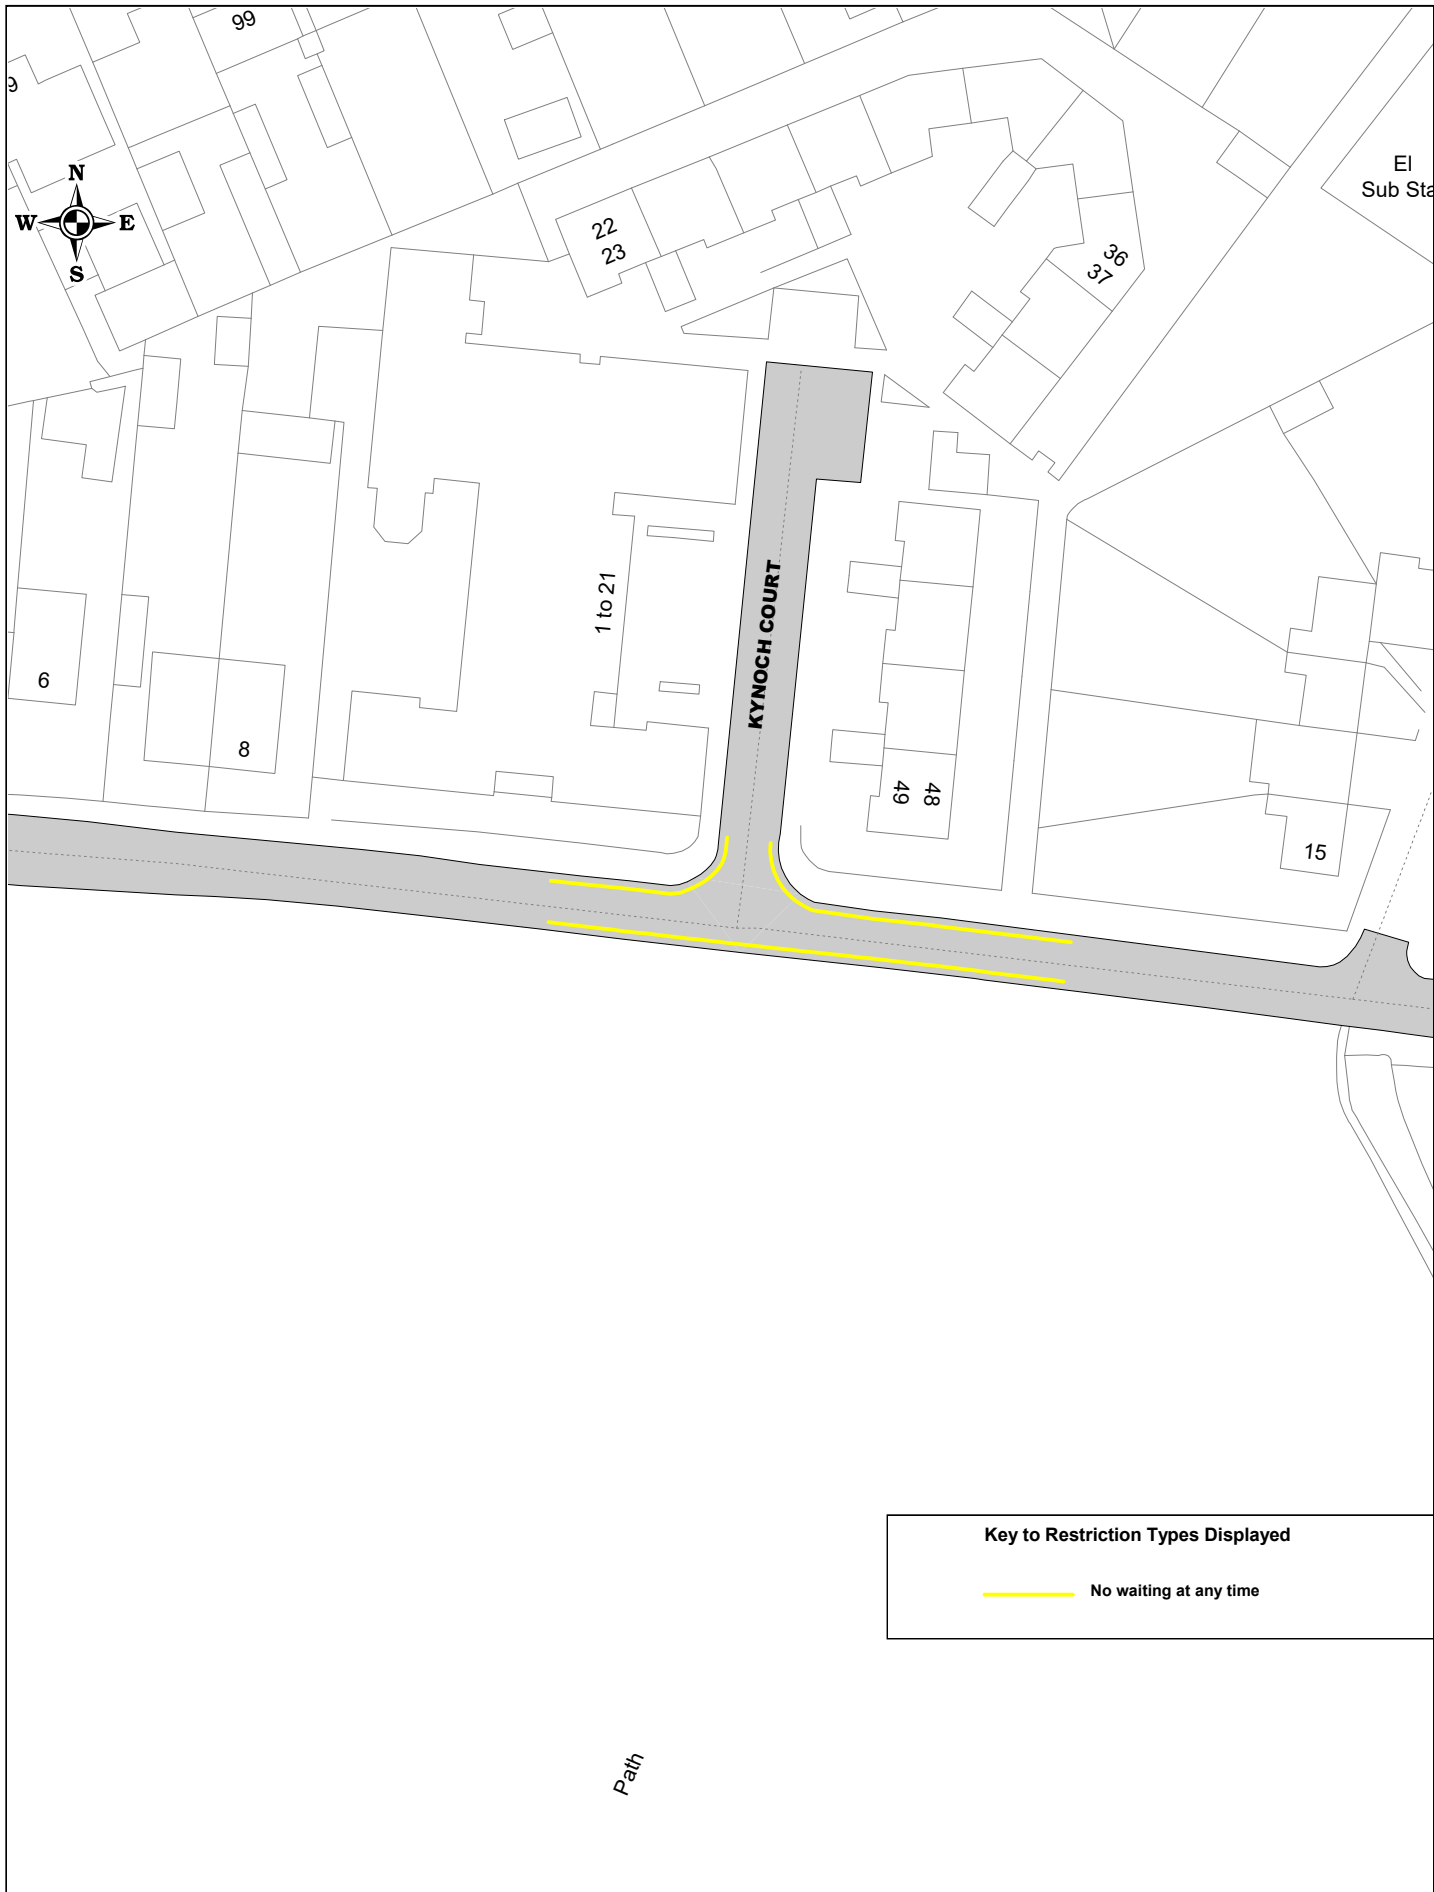 99
9
N
W E
S
El
Sub Sta
22
23
36
37
1 to 21
KYNOCH COURT
6
8
49
48
15
Key to Restriction Types Displayed
No waiting at any time
Path